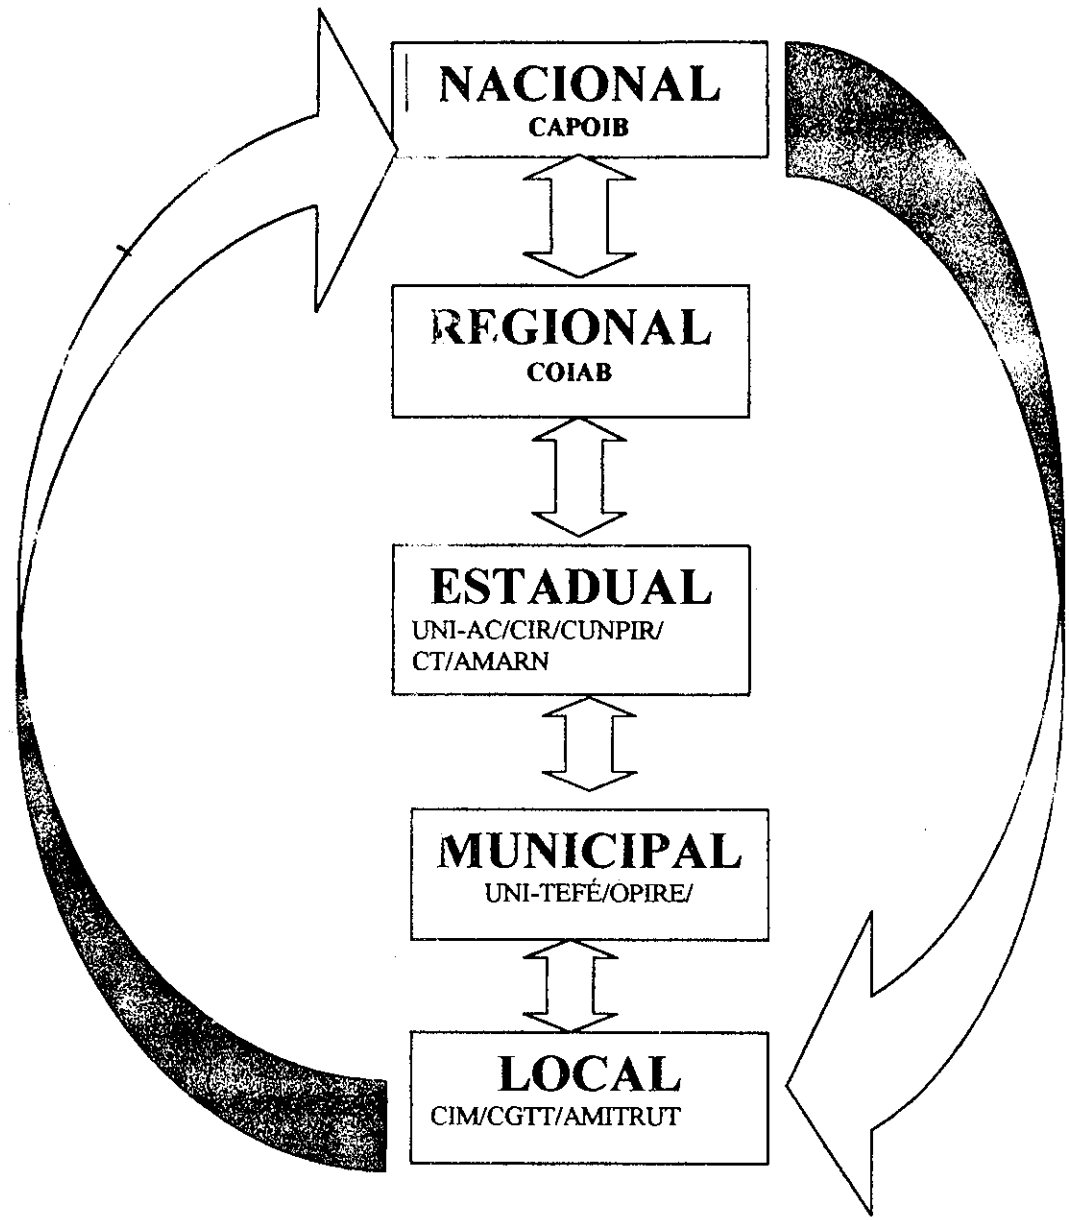 NACIONAL
CAPOIB
REGIONAL
COIAB
ESTADUAL
UNI-AC/CIR/CUNPIR/
CT/AMARN
MUNICIPAL
UNI-TEFÉ/OPIRE/
LOCAL
CIM/CGTT/AMITRUT